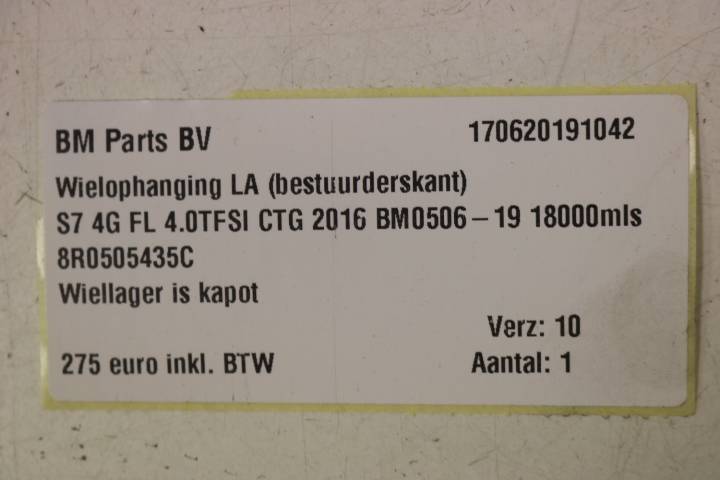 BM Parts BV 170620191042
Wielophanging LA (bestuurderskant)
S7 4G FL 4.0TFSI CTG 2016 BM0506-19 18000mls
8R0505435C
Wiellager is kapot
Verz: 10
275 euro inkl. BTW Aantal: 1